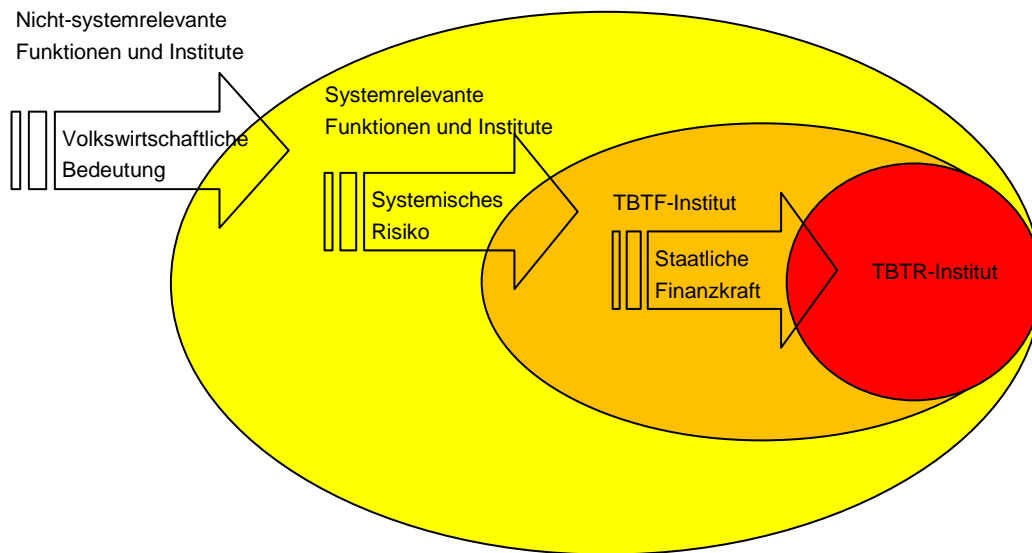 Nicht-systemrelevante
Funktionen und Institute
Volkswirtschaftliche
Bedeutung
Systemrelevante
Funktionen und Institute
Systemisches
Risiko
TBTF-Institut
Staatliche
Finanzkraft
TBTR-Institut